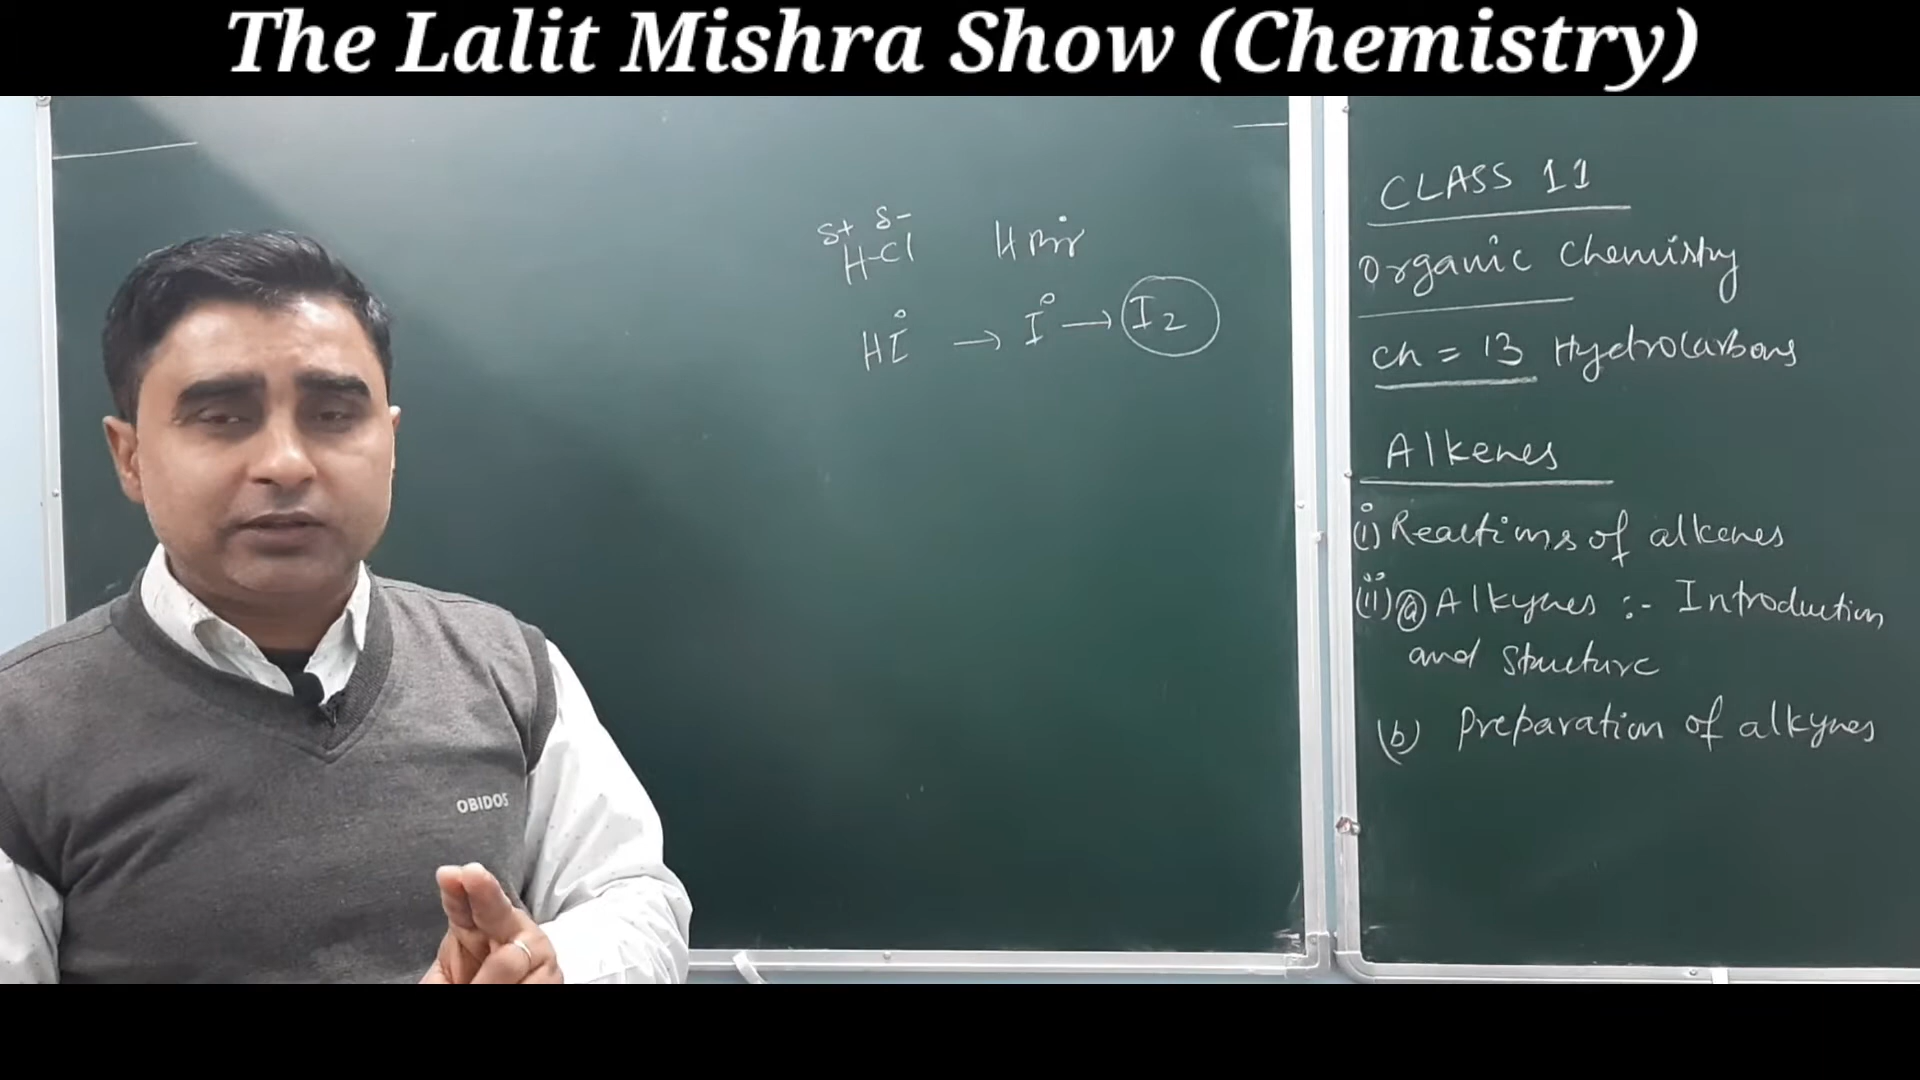 The Lalit Mishra Show (Chemistry)
δ+ δ-
H-Cl HBr
HI → I → I2
CLASS 11
Organic Chemistry
Ch = 13 Hydrocarbons
Alkenes
(i) Reactions of alkenes
(ii) (a) Alkynes :- Introduction
and Structure
(b) Preparation of alkynes
OBIDOS